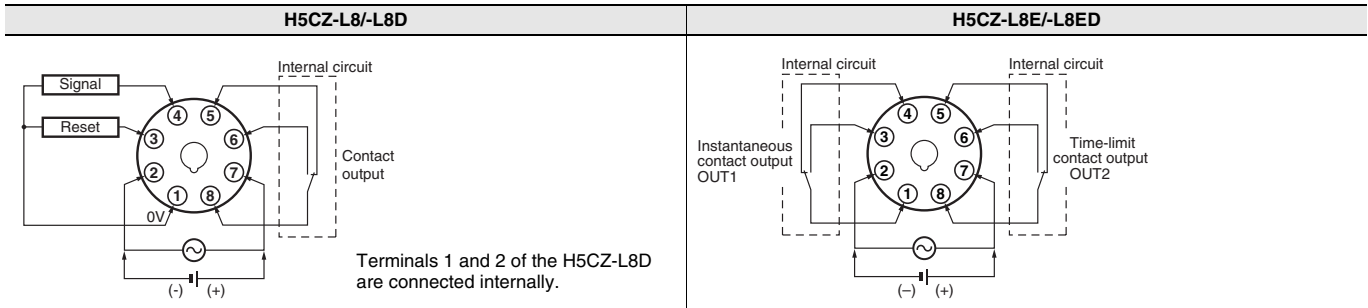 H5CZ-L8/-L8D
H5CZ-L8E/-L8ED
Internal circuit
Signal
Reset
4
5
3
6
2
7
1
8
0V
Contact
output
(-) (+)
Terminals 1 and 2 of the H5CZ-L8D
are connected internally.
Internal circuit
Internal circuit
4
5
3
6
2
7
1
8
Instantaneous
contact output
OUT1
Time-limit
contact output
OUT2
(−) (+)